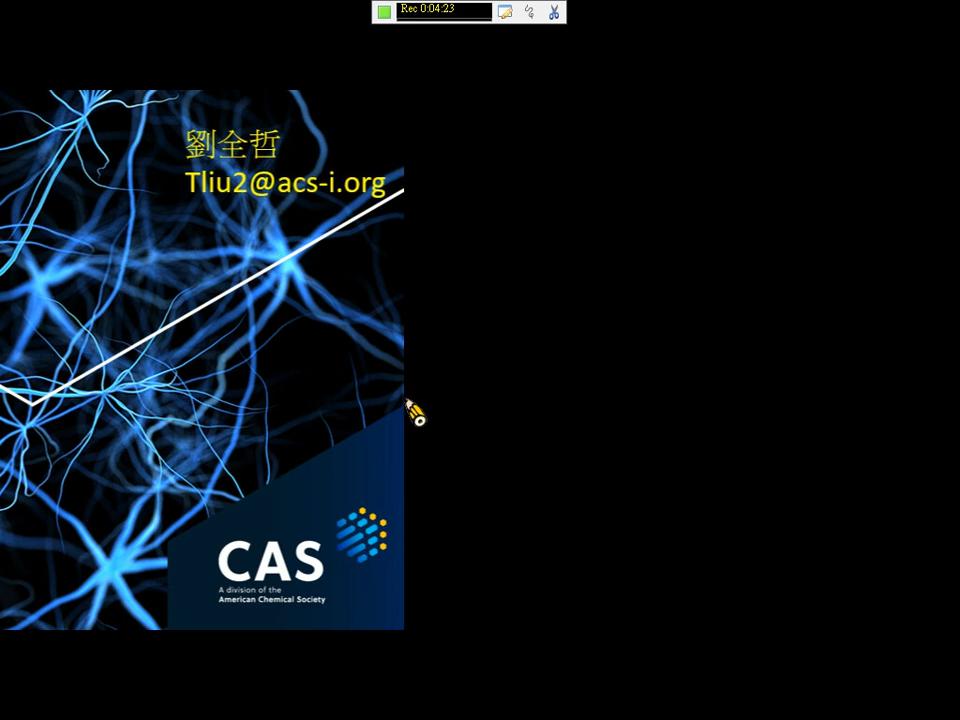 Rec 0:04:23
劉全哲
Tliu2@acs-i.org
CAS
A division of the
American Chemical Society